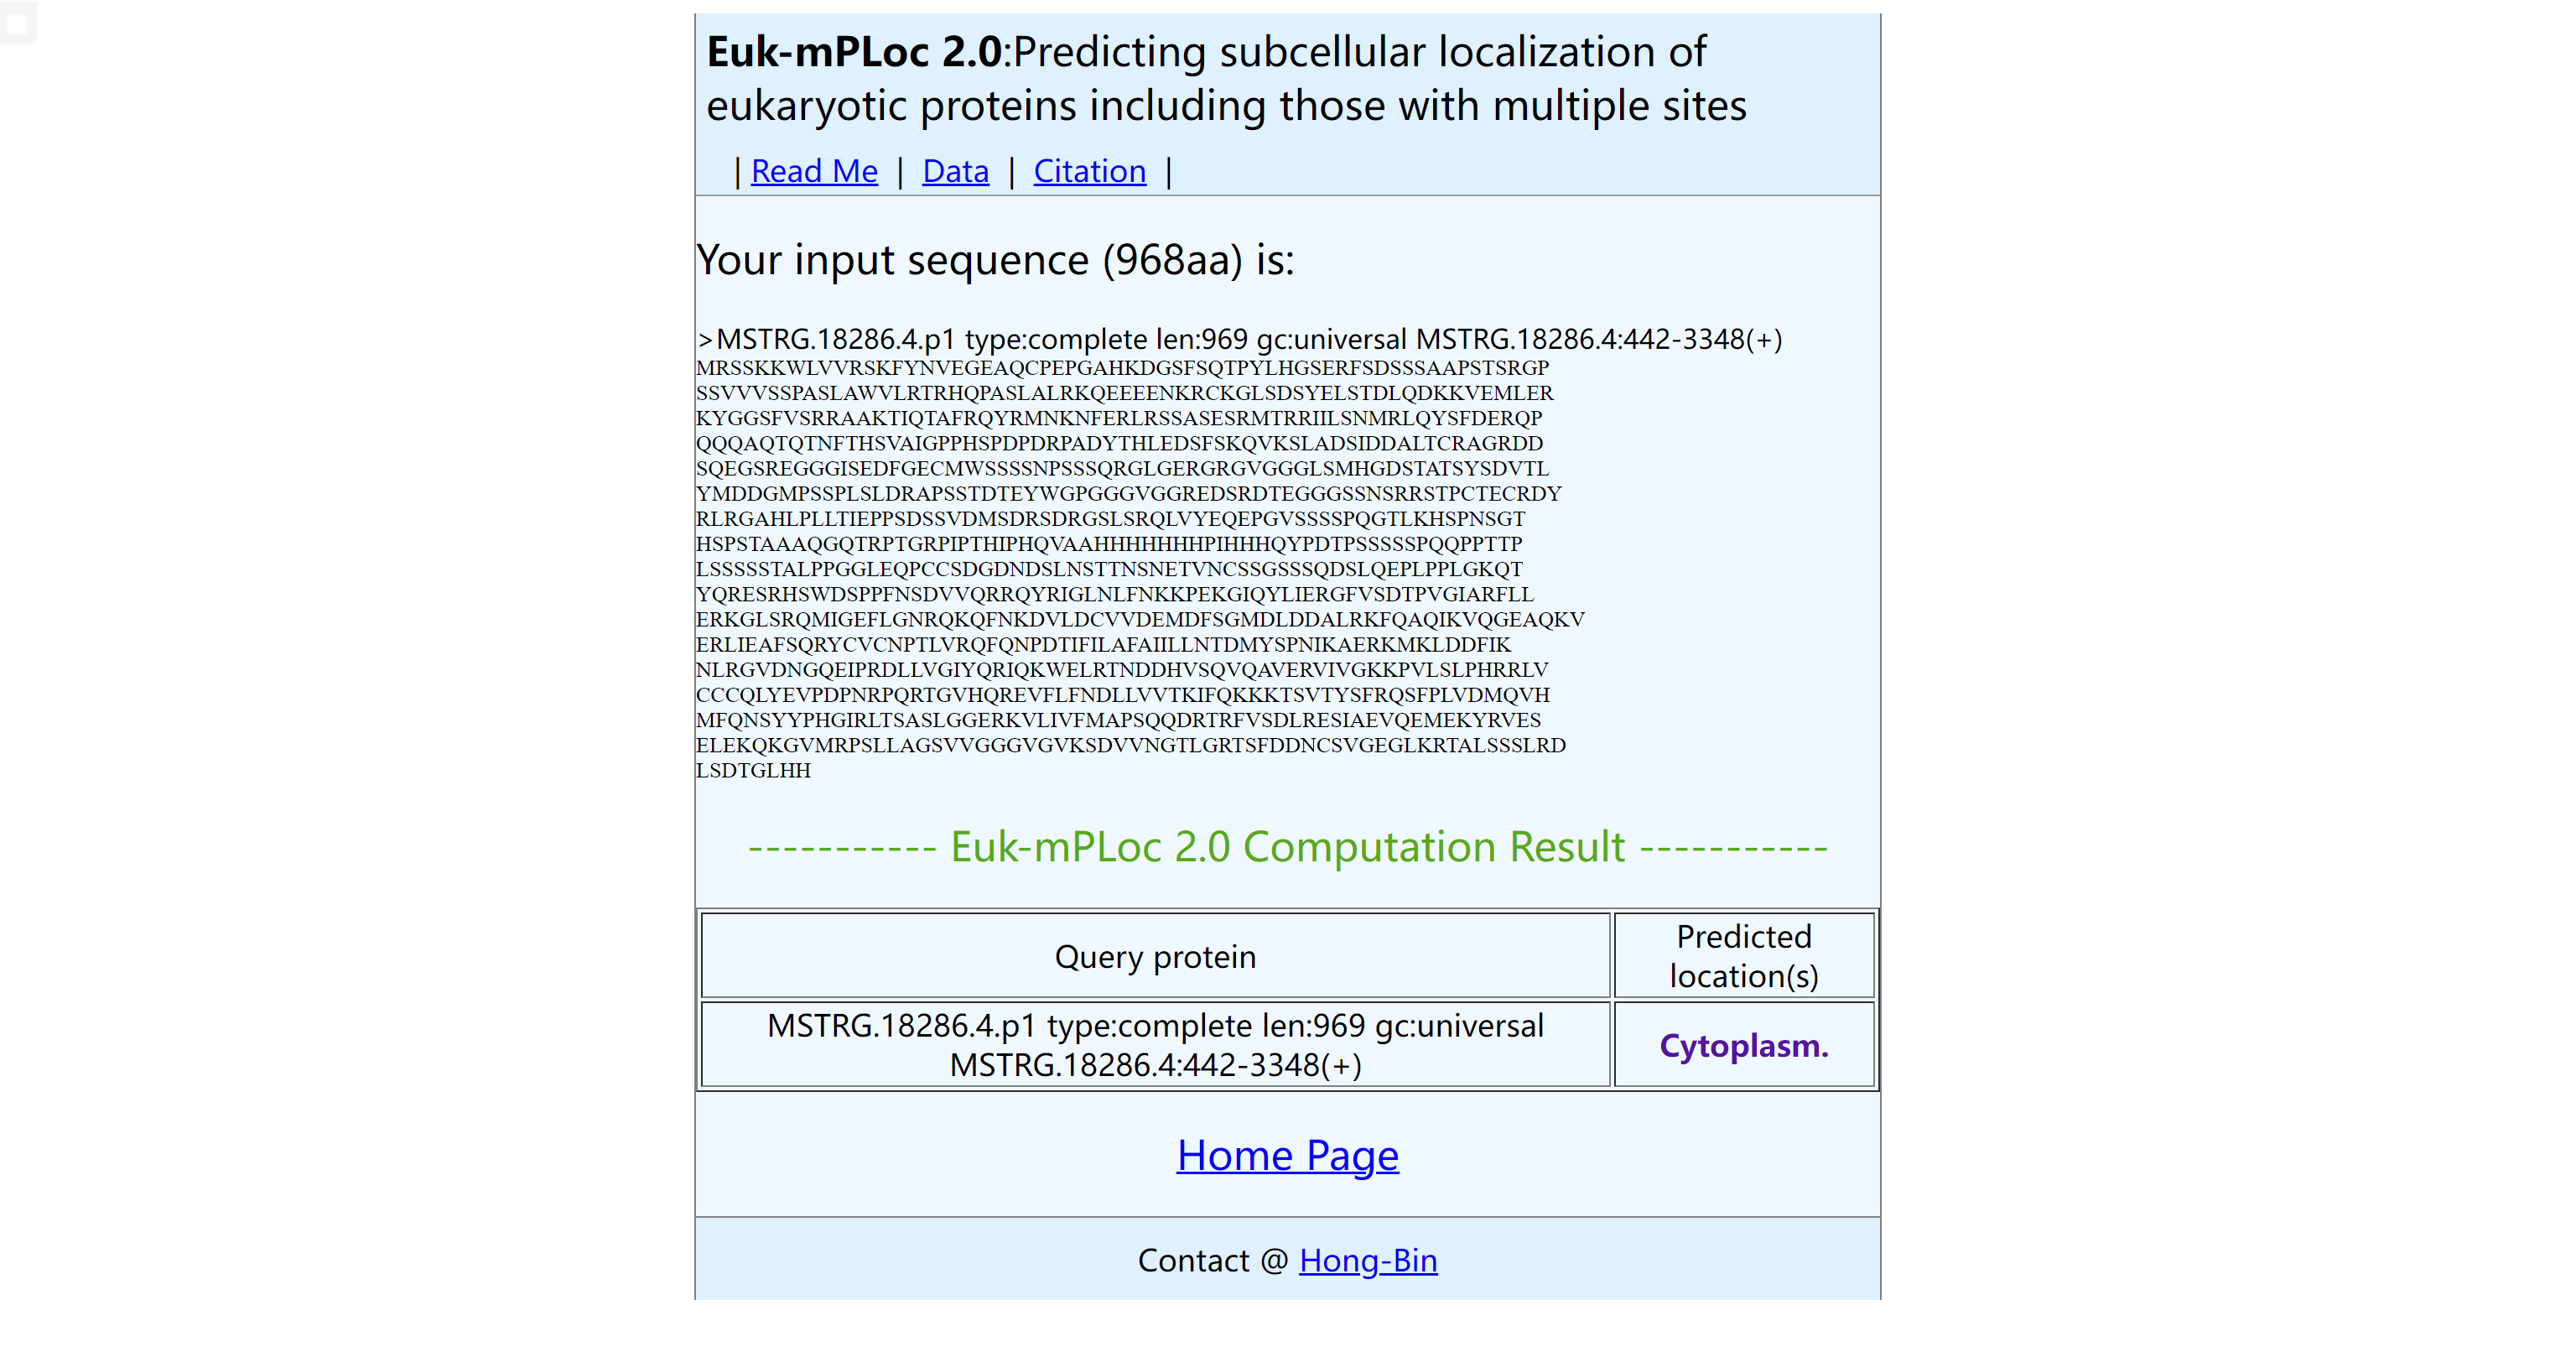 Euk-mPLoc 2.0:Predicting subcellular localization of
eukaryotic proteins including those with multiple sites
| Read Me | Data | Citation |
Your input sequence (968aa) is:
>MSTRG.18286.4.p1 type:complete len:969 gc:universal MSTRG.18286.4:442-3348(+)
MRSSKKWLVVRSKFYNVEGEAQCPEPGAHKDGSFSQTPYLHGSERFSDSSSAAPSTSRGP
SSVVVSSPASLAWVLRTRHQPASLALRKQEEEENKRCKGLSDSYELSTDLQDKKVEMLER
KYGGSFVSRRAAKTIQTAFRQYRMNKNFERLRSSASESRMTRRIILSNMRLQYSFDERQP
QQQAQTQTNFTHSVAIGPPHSPDPDRPADYTHLEDSFSKQVKSLADSIDDALTCRAGRDD
SQEGSREGGGISEDFGECMWSSSSNPSSSQRGLGERGRGVGGGLSMHGDSTATSYSDVTL
YMDDGMPSSPLSLDRAPSSTDTEYWGPGGGVGGREDSRDTEGGGSSNSRRSTPCTECRDY
RLRGAHLPLLTIEPPSDSSVDMSDRSDRGSLSRQLVYEQEPGVSSSSPQGTLKHSPNSGT
HSPSTAAAQGQTRPTGRPIPTHIPHQVAAHHHHHHHPIHHHQYPDTPSSSSSPQQPPTTP
LSSSSSTALPPGGLEQPCCSDGDNDSLNSTTNSNETVNCSSGSSSQDSLQEPLPPLGKQT
YQRESRHSWDSPPFNSDVVQRRQYRIGLNLFNKKPEKGIQYLIERGFVSDTPVGIARFLL
ERKGLSRQMIGEFLGNRQKQFNKDVLDCVVDEMDFSGMDLDDALRKFQAQIKVQGEAQKV
ERLIEAFSQRYCVCNPTLVRQFQNPDTIFILAFAIILLNTDMYSPNIKAERKMKLDDFIK
NLRGVDNGQEIPRDLLVGIYQRIQKWELRTNDDHVSQVQAVERVIVGKKPVLSLPHRRLV
CCCQLYEVPDPNRPQRTGVHQREVFLFNDLLVVTKIFQKKKTSVTYSFRQSFPLVDMQVH
MFQNSYYPHGIRLTSASLGGERKVLIVFMAPSQQDRTRFVSDLRESIAEVQEMEKYRVES
ELEKQKGVMRPSLLAGSVVGGGVGVKSDVVNGTLGRTSFDDNCSVGEGLKRTALSSSLRD
LSDTGLHH
----------- Euk-mPLoc 2.0 Computation Result -----------
Query protein
Predicted
location(s)
MSTRG.18286.4.p1 type:complete len:969 gc:universal
MSTRG.18286.4:442-3348(+)
Cytoplasm.
Home Page
Contact @ Hong-Bin